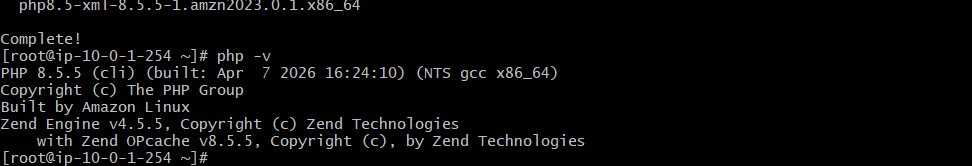 php8.5-xml-8.5.5-1.amzn2023.0.1.x86_64
Complete!
[root@ip-10-0-1-254 ~]# php -v
PHP 8.5.5 (cli) (built: Apr  7 2026 16:24:10) (NTS gcc x86_64)
Copyright (c) The PHP Group
Built by Amazon Linux
Zend Engine v4.5.5, Copyright (c) Zend Technologies
    with Zend OPcache v8.5.5, Copyright (c), by Zend Technologies
[root@ip-10-0-1-254 ~]#